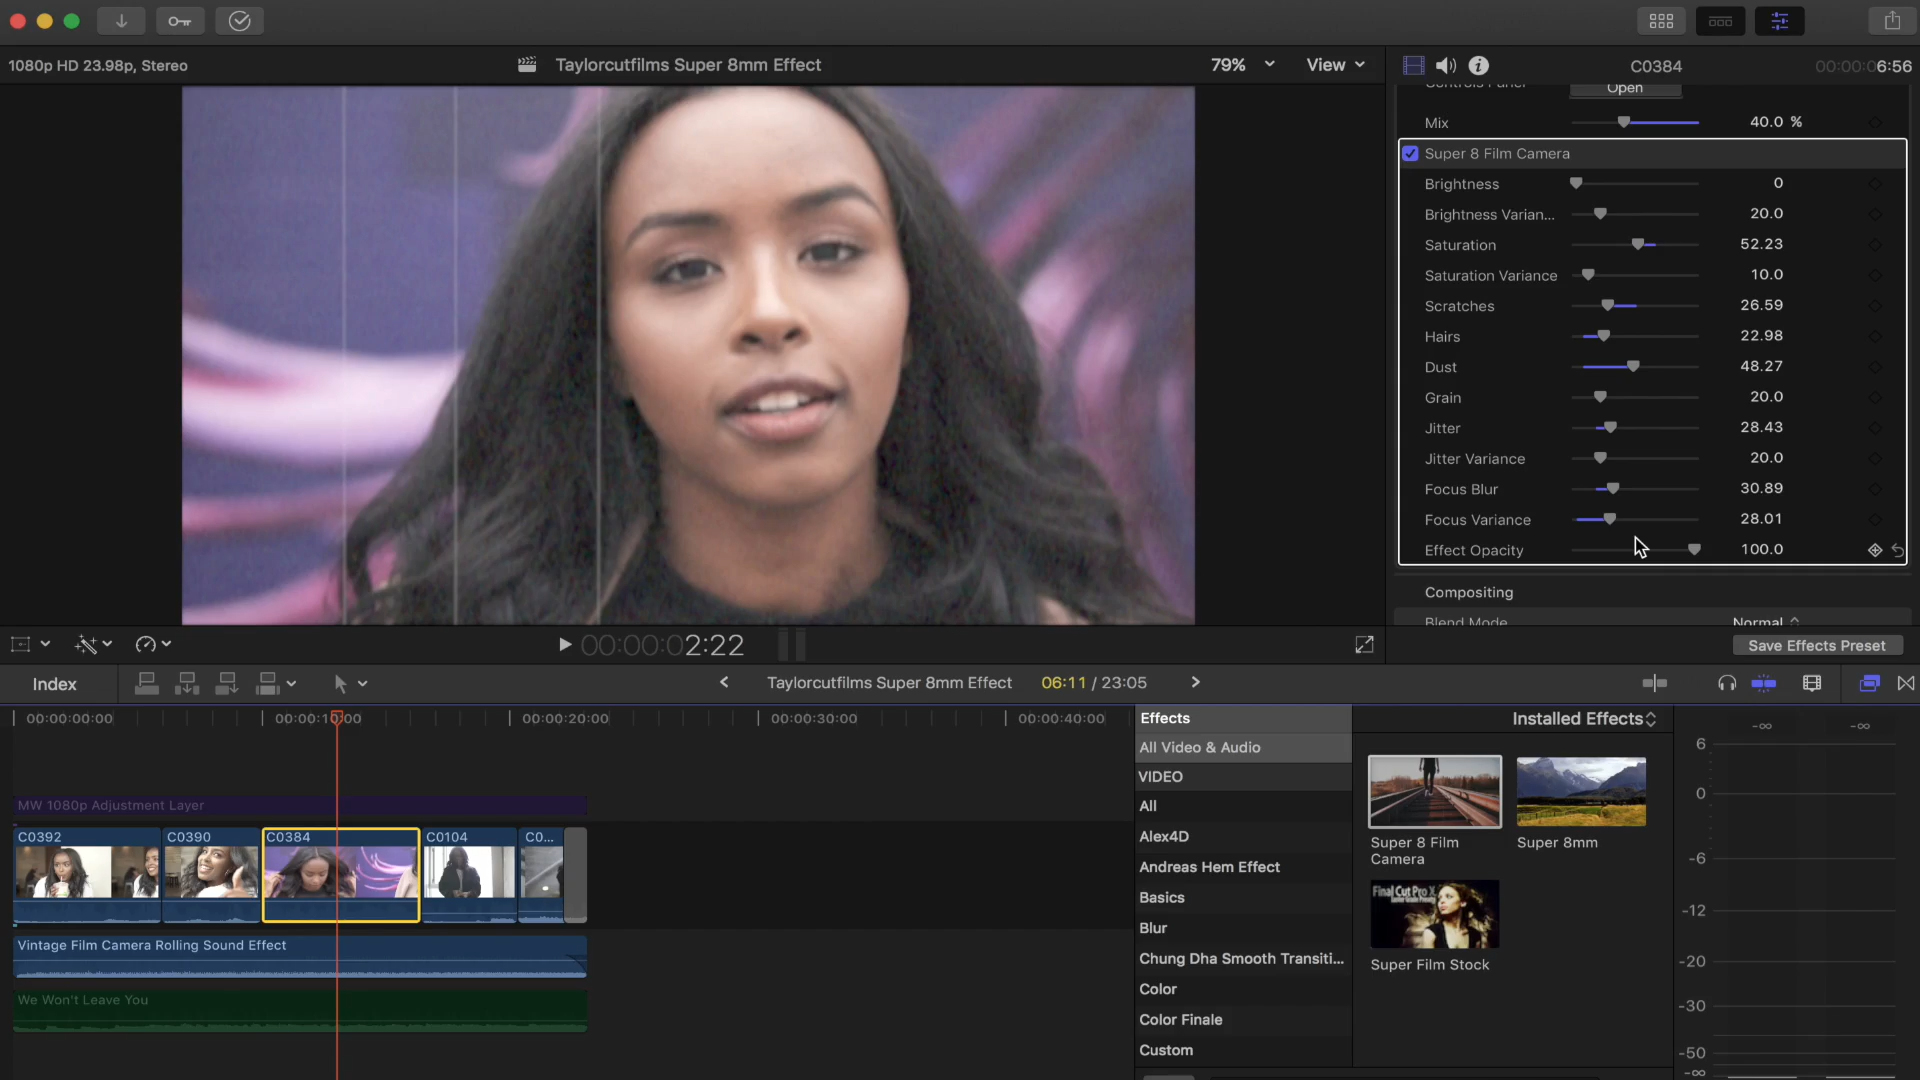 1080p HD 23.98p, Stereo
Taylorcutfilms Super 8mm Effect
79%
View
C0384
00:00:06:56
Controls Panel
Open
Mix
40.0 %
Super 8 Film Camera
Brightness
0
Brightness Varian...
20.0
Saturation
52.23
Saturation Variance
10.0
Scratches
26.59
Hairs
22.98
Dust
48.27
Grain
20.0
Jitter
28.43
Jitter Variance
20.0
Focus Blur
30.89
Focus Variance
28.01
Effect Opacity
100.0
Compositing
Blend Mode
Normal
00:00:02:22
Save Effects Preset
Index
Taylorcutfilms Super 8mm Effect
06:11 / 23:05
00:00:00:00
00:00:10:00
00:00:20:00
00:00:30:00
00:00:40:00
MW 1080p Adjustment Layer
C0392
C0390
C0384
C0104
C0...
Vintage Film Camera Rolling Sound Effect
We Won't Leave You
Effects
All Video & Audio
VIDEO
All
Alex4D
Andreas Hem Effect
Basics
Blur
Chung Dha Smooth Transiti...
Color
Color Finale
Custom
Installed Effects
Super 8 Film
Camera
Super 8mm
Final Cut Pro X
Super Film Stock
-∞
-∞
6
0
-6
-12
-20
-30
-50
-∞